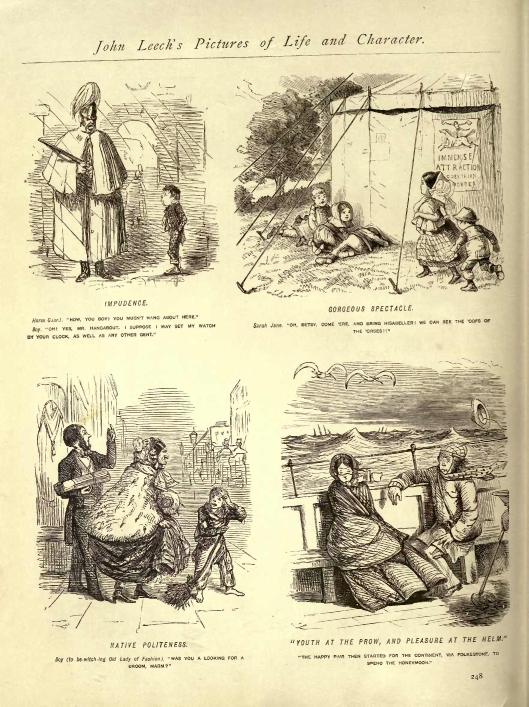 John Leech's Pictures of Life and Character.
IMPUDENCE.
Horse Guard. "NOW, YOU BOY! YOU MUSN'T HANG ABOUT HERE."
Boy. "OH! YES, MR. HANGABOUT. I SUPPOSE I MAY SET MY WATCH
BY YOUR CLOCK, AS WELL AS ANY OTHER GENT."
IMMENSE
ATTRACTION
GORGEOUS SPECTACLE.
Sarah Jane. "OH, BETSY, COME 'ERE, AND BRING HISABELLER! WE CAN SEE THE 'OOFS OF
THE 'ORSES!!"
NATIVE POLITENESS.
Boy (to be-witch-ing Old Lady of Fashion). "WAS YOU A LOOKING FOR A
BROOM, MARM?"
"YOUTH AT THE PROW, AND PLEASURE AT THE HELM."
"THE HAPPY PAIR THEN STARTED FOR THE CONTINENT, VIA FOLKESTONE, TO
SPEND THE HONEYMOON."
248